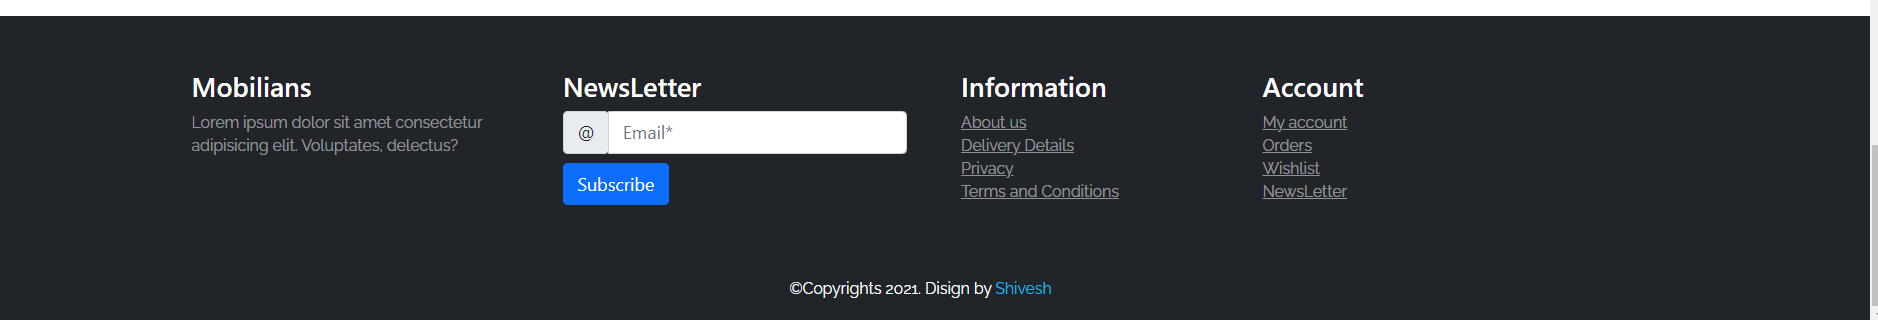 Mobilians
Lorem ipsum dolor sit amet consectetur
adipisicing elit. Voluptates, delectus?
NewsLetter
@ Email*
Subscribe
Information
About us
Delivery Details
Privacy
Terms and Conditions
Account
My account
Orders
Wishlist
NewsLetter
©Copyrights 2021. Disign by Shivesh